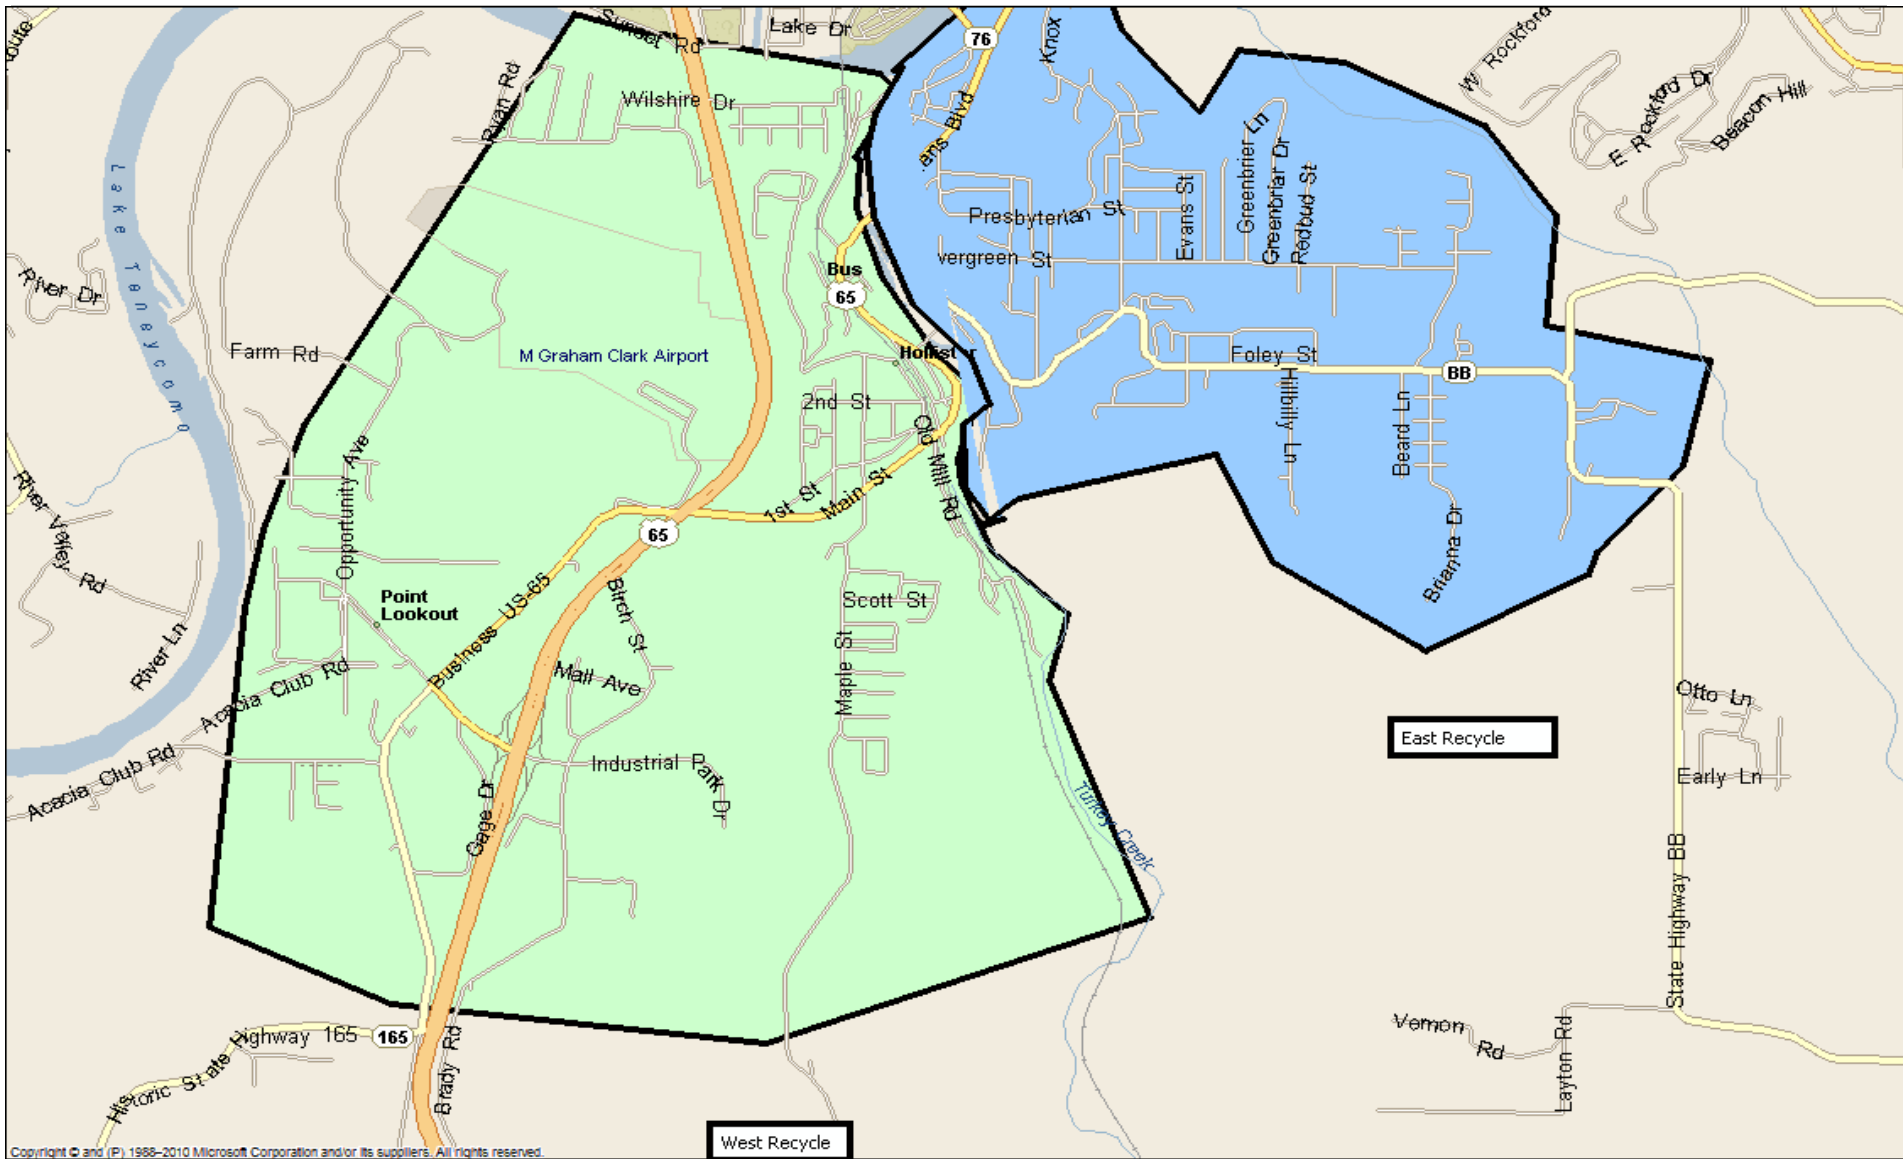 Route
Sunset Rd
Lake Dr
76
Knox
W Rockford
E Rockford Dr
Beacon Hill
Ryan Rd
Wilshire Dr
Lake Taneycomo
Presbyterian St
Evans St
Greenbrier Ln
Greenbriar Dr
Redbud St
vergreen St
River Dr
Bus
65
Farm Rd
M Graham Clark Airport
Hollister
Foley St
BB
2nd St
Hillbilly Ln
Beard Ln
Old Mill Rd
Opportunity Ave
1st St
Main St
65
River Valley Rd
Brianna Dr
Point
Lookout
Business US-65
Birch St
Scott St
River Ln
Acacia Club Rd
Mall Ave
Maple St
Otto Ln
East Recycle
Acacia Club Rd
Industrial Park Dr
Early Ln
Gage Dr
Turkey Creek
State Highway BB
Historic State Highway 165
165
Brady Rd
Vernon Rd
Layton Rd
West Recycle
Copyright © and (P) 1988–2010 Microsoft Corporation and/or its suppliers. All rights reserved.